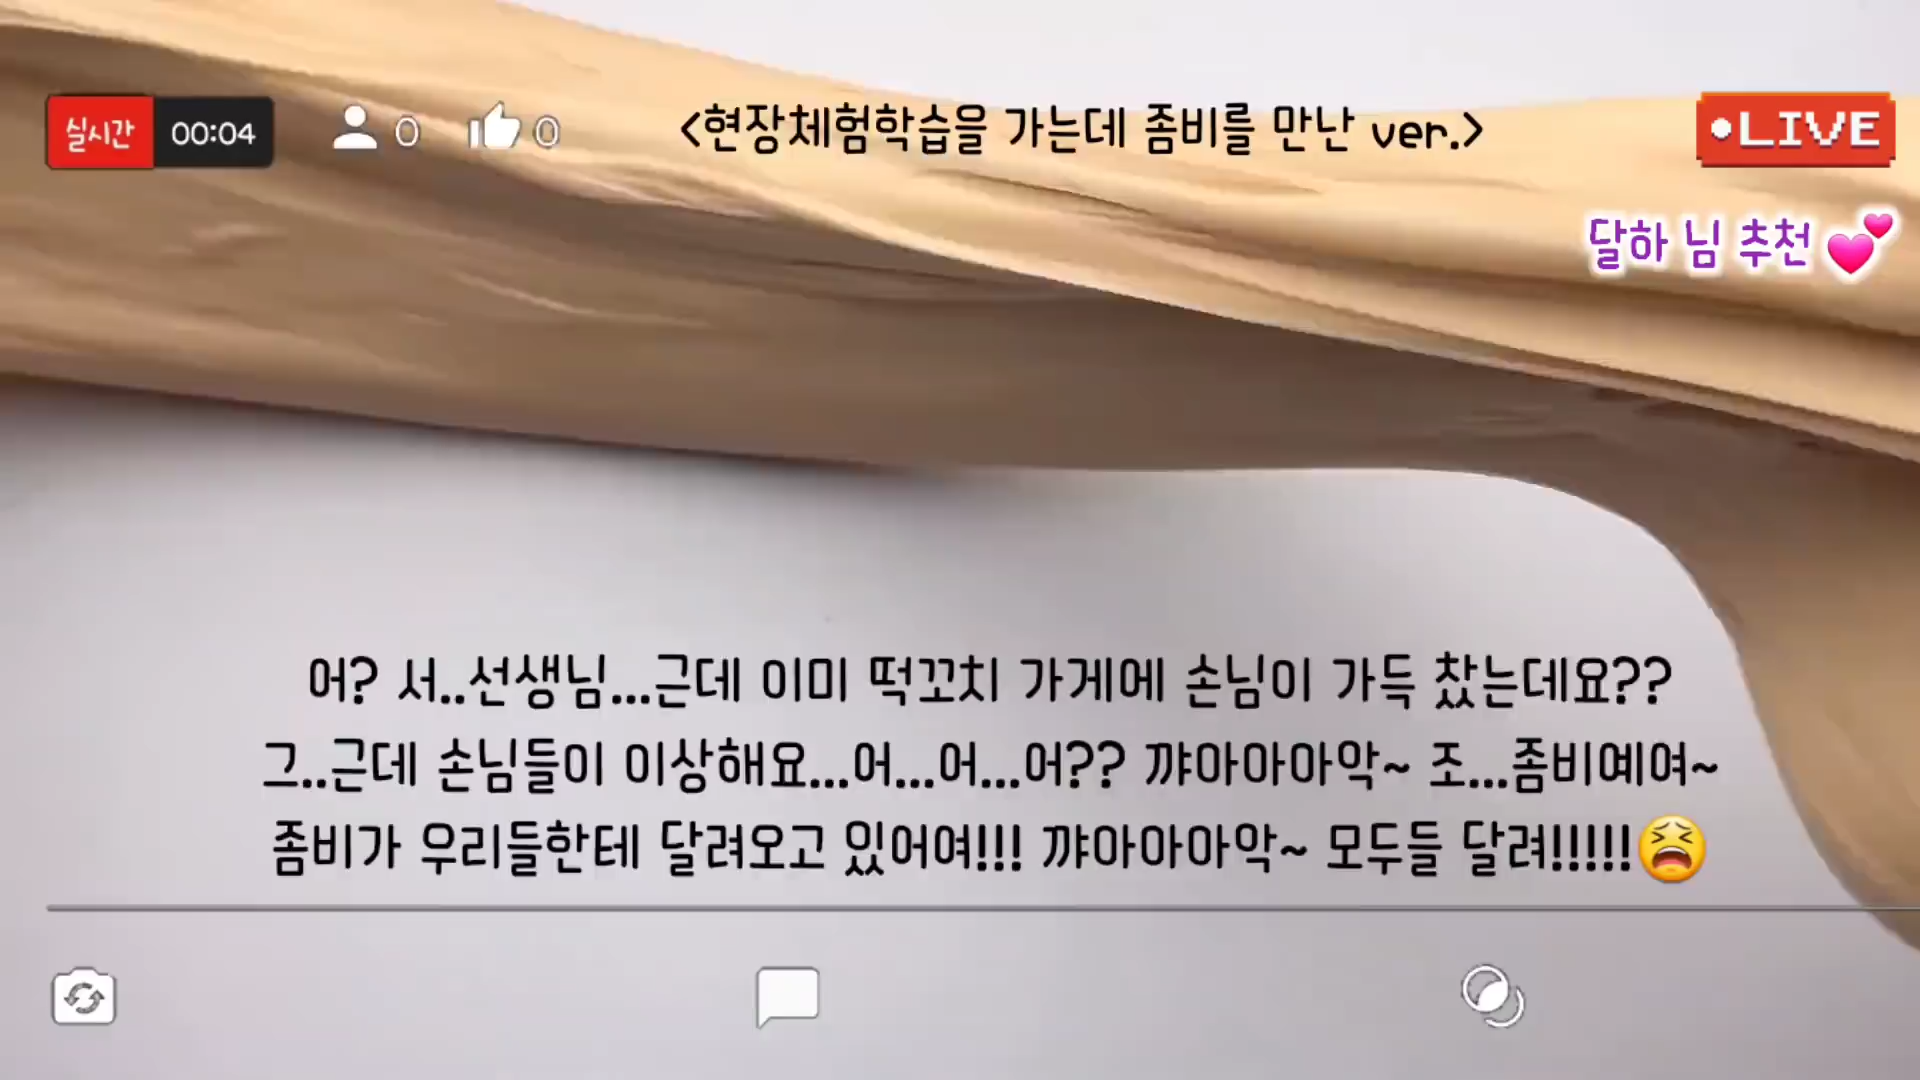 실시간 00:04 0 0 <현장체험학습을 가는데 좀비를 만난 ver.> LIVE
달하 님 추천
어? 서..선생님...근데 이미 떡꼬치 가게에 손님이 가득 찼는데요??
그..근데 손님들이 이상해요...어...어...어?? 꺄아아아악~ 조...좀비예여~
좀비가 우리들한테 달려오고 있어여!!! 꺄아아아악~ 모두들 달려!!!!!